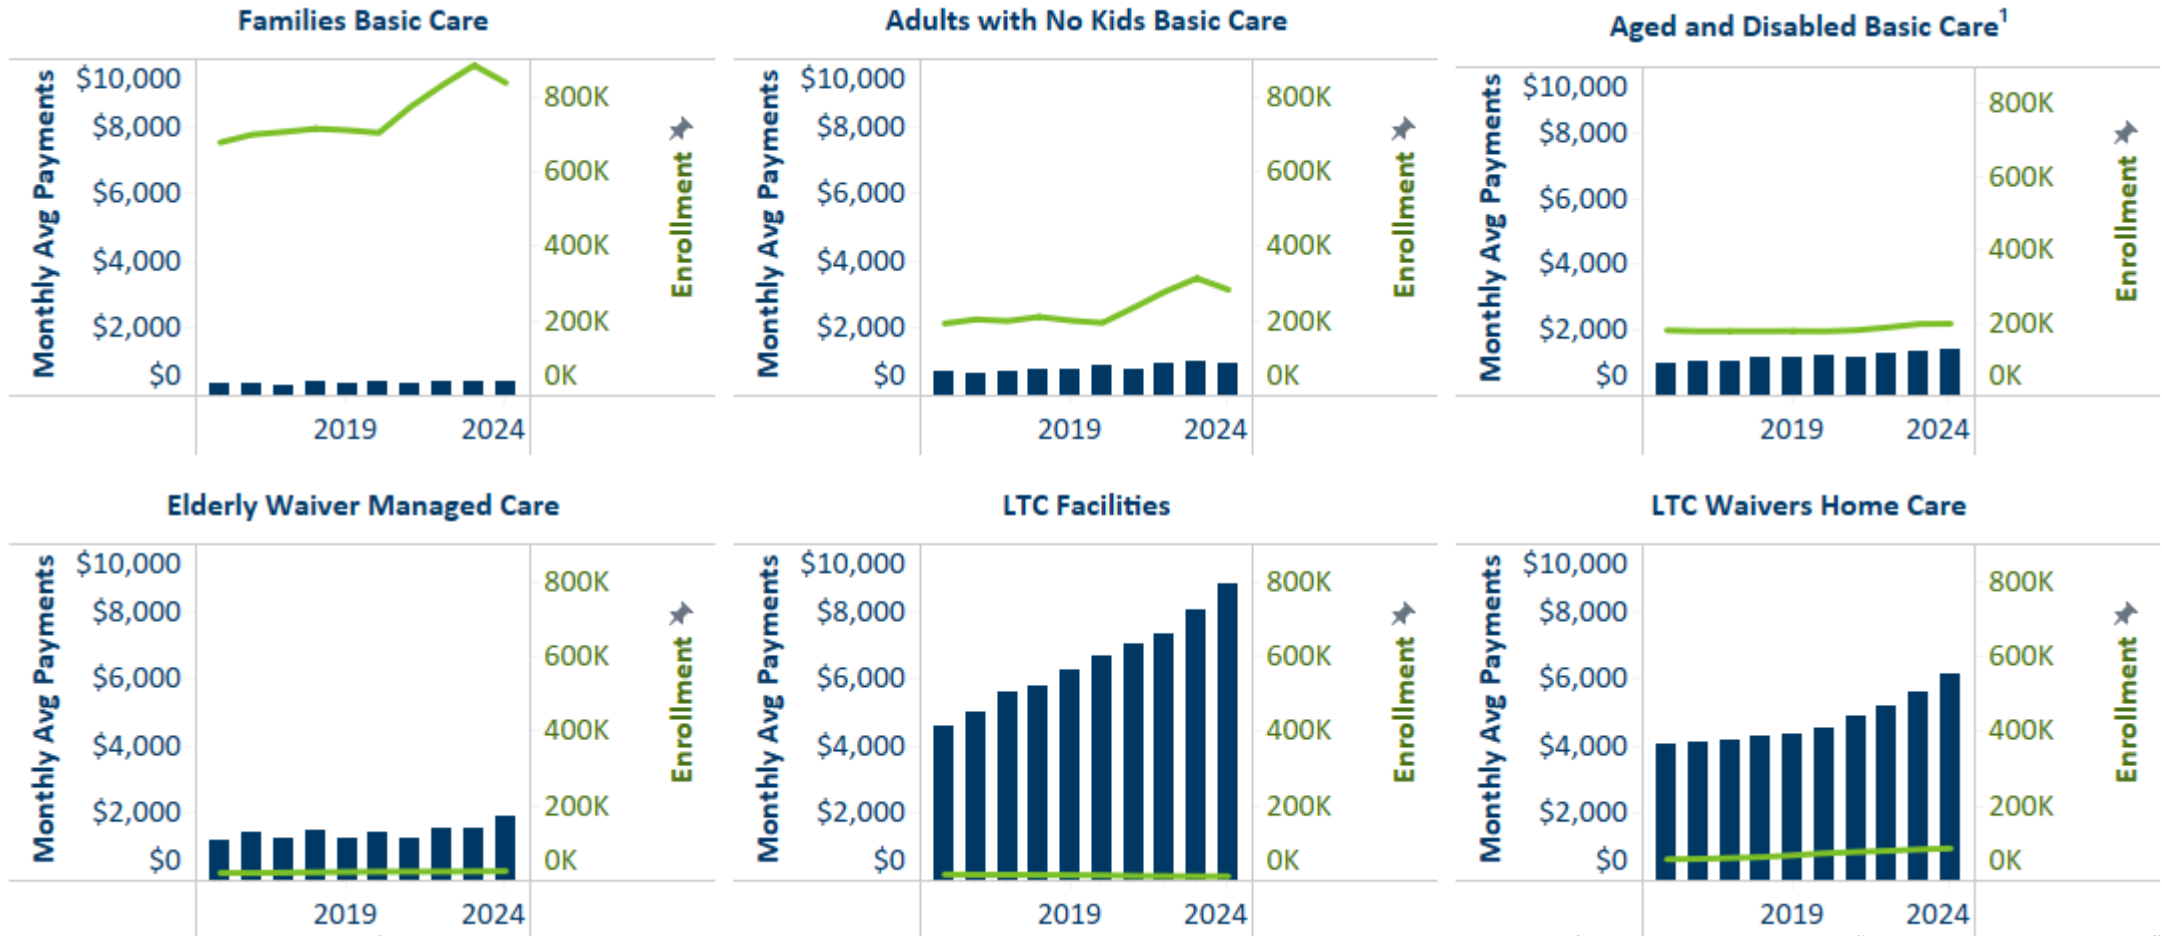 Families Basic Care
Monthly Avg Payments
$10,000
$8,000
$6,000
$4,000
$2,000
$0
800K
600K
400K
200K
0K
Enrollment
2019 2024
Adults with No Kids Basic Care
Monthly Avg Payments
$10,000
$8,000
$6,000
$4,000
$2,000
$0
800K
600K
400K
200K
0K
Enrollment
2019 2024
Aged and Disabled Basic Care¹
Monthly Avg Payments
$10,000
$8,000
$6,000
$4,000
$2,000
$0
800K
600K
400K
200K
0K
Enrollment
2019 2024
Elderly Waiver Managed Care
Monthly Avg Payments
$10,000
$8,000
$6,000
$4,000
$2,000
$0
800K
600K
400K
200K
0K
Enrollment
2019 2024
LTC Facilities
Monthly Avg Payments
$10,000
$8,000
$6,000
$4,000
$2,000
$0
800K
600K
400K
200K
0K
Enrollment
2019 2024
LTC Waivers Home Care
Monthly Avg Payments
$10,000
$8,000
$6,000
$4,000
$2,000
$0
800K
600K
400K
200K
0K
Enrollment
2019 2024